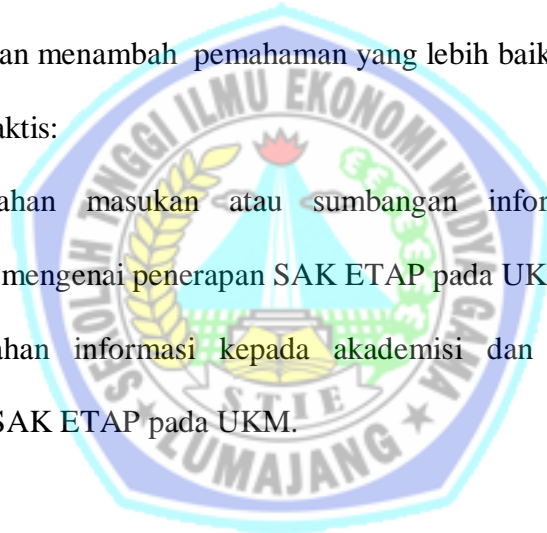 an menambah pemahaman yang lebih baik
aktis:
ahan masukan atau sumbangan infor
mengenai penerapan SAK ETAP pada UK
ahan informasi kepada akademisi dan
SAK ETAP pada UKM.
SEKOLAH TINGGI ILMU EKONOMI WIDYA GAMA
STIE
LUMAJANG